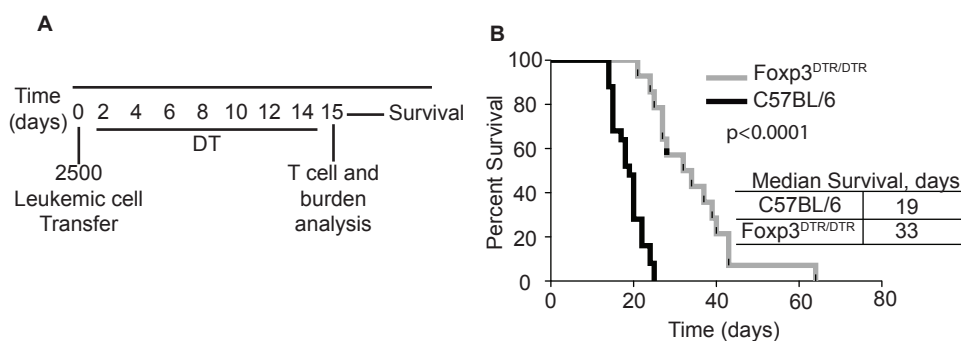 A
Time
(days)
0 2 4 6 8 10 12 14 15
Survival
DT
2500
Leukemic cell
Transfer
T cell and
burden
analysis
B
Percent Survival
100
80
60
40
20
0
0 20 40 60 80
Time (days)
Foxp3DTR/DTR
C57BL/6
p<0.0001
Median Survival, days
C57BL/6 19
Foxp3DTR/DTR 33